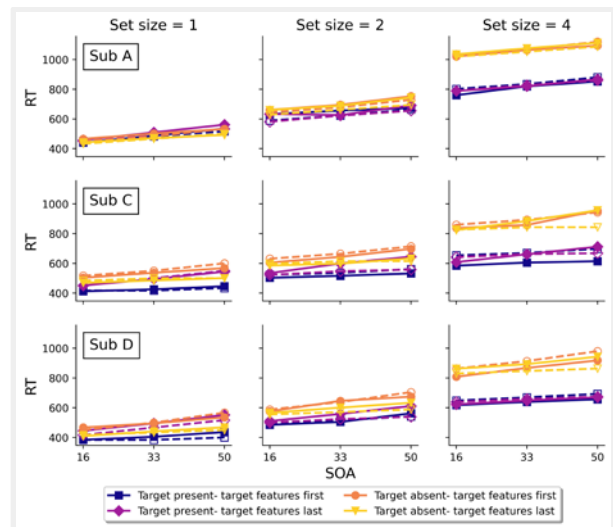 Set size = 1 Set size = 2 Set size = 4
Sub A
RT
1000
800
600
400
Sub C
RT
1000
800
600
400
Sub D
RT
1000
800
600
400
16 33 50 16 33 50 16 33 50
SOA
Target present- target features first Target absent- target features first
Target present- target features last Target absent- target features last